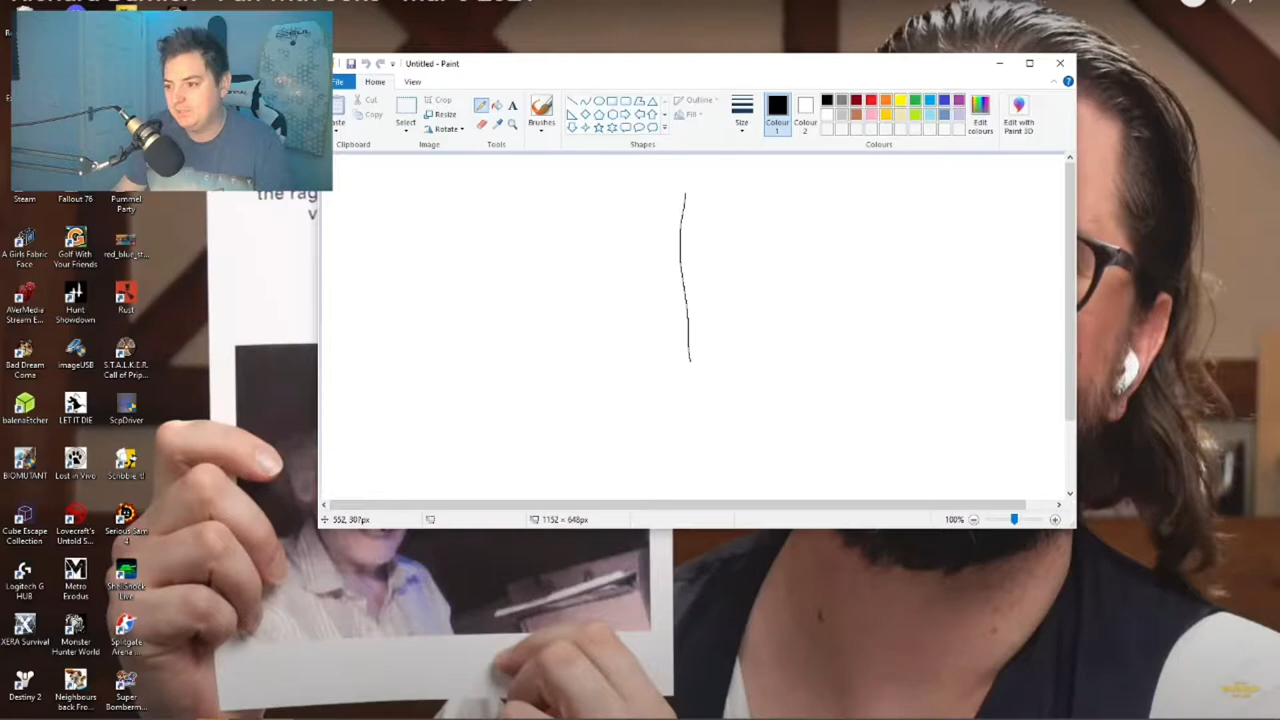 Untitled - Paint
File
Home
View
Cut
Copy
Clipboard
Select
Crop
Resize
Rotate
Image
Tools
Brushes
Shapes
Outline
Fill
Size
Colour 1
Colour 2
Edit colours
Edit with Paint 3D
Colours
the rag
v
Steam
Fallout 76
Pummel Party
A Girls Fabric Face
Golf With Your Friends
red_blue_st...
AVerMedia Stream E...
Hunt Showdown
Rust
Bad Dream Coma
imageUSB
S.T.A.L.K.E.R. Call of Prip...
balenaEtcher
LET IT DIE
ScpDriver
BIOMUTANT
Lost in Vivo
Scribble It!
Cube Escape Collection
Lovecraft's Untold S...
Serious Sam 4
Logitech G HUB
Metro Exodus
ShellShock Live
XERA Survival
Monster Hunter World
Splitgate Arena ...
Destiny 2
Neighbours back Fro...
Super Bomberm...
552, 307px
1152 × 648px
100%